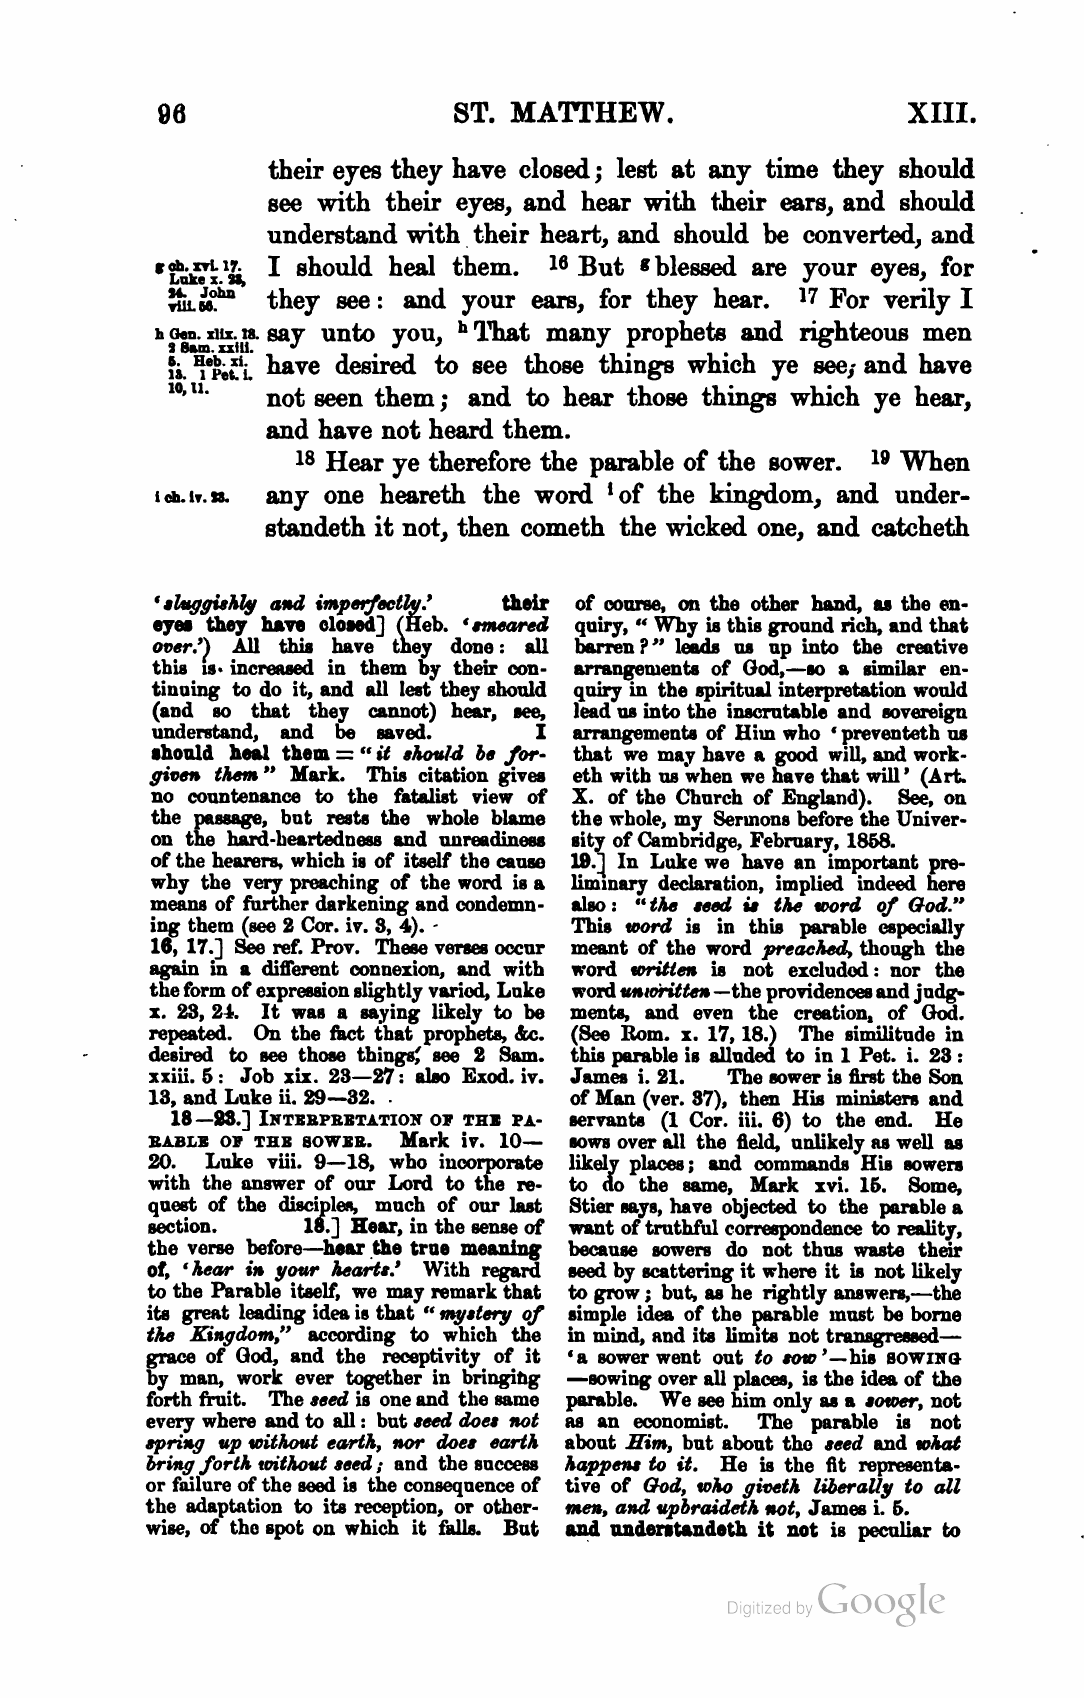 96 ST. MATTHEW. XIII.
their eyes they have closed; lest at any time they should
see with their eyes, and hear with their ears, and should
understand with their heart, and should be converted, and
I should heal them. 16 But g blessed are your eyes, for
they see: and your ears, for they hear. 17 For verily I
say unto you, h That many prophets and righteous men
have desired to see those things which ye see, and have
not seen them; and to hear those things which ye hear,
and have not heard them.
18 Hear ye therefore the parable of the sower. 19 When
any one heareth the word i of the kingdom, and under-
standeth it not, then cometh the wicked one, and catcheth
g ch. xvi. 17.
Luke x. 23,
24. John
viii. 56.
h Gen. xlix. 18.
2 Sam. xxiii.
5. Heb. xi.
13. 1 Pet. i.
10, 11.
i ch. iv. 23.
‘sluggishly and imperfectly.’ their
eyes they have closed] (Heb. ‘smeared
over.’) All this have they done: all
this is increased in them by their con-
tinuing to do it, and all lest they should
(and so that they cannot) hear, see,
understand, and be saved. I
should heal them = “it should be for-
given them” Mark. This citation gives
no countenance to the fatalist view of
the passage, but rests the whole blame
on the hard-heartedness and unreadiness
of the hearers, which is of itself the cause
why the very preaching of the word is a
means of further darkening and condemn-
ing them (see 2 Cor. iv. 3, 4).
16, 17.] See ref. Prov. These verses occur
again in a different connexion, and with
the form of expression slightly varied, Luke
x. 23, 24. It was a saying likely to be
repeated. On the fact that prophets, &c.
desired to see those things, see 2 Sam.
xxiii. 5: Job xix. 23—27: also Exod. iv.
13, and Luke ii. 29—32.
18—23.] INTERPRETATION OF THE PA-
RABLE OF THE SOWER. Mark iv. 10—
20. Luke viii. 9—18, who incorporate
with the answer of our Lord to the re-
quest of the disciples, much of our last
section. 18.] Hear, in the sense of
the verse before—hear the true meaning
of, ‘hear in your hearts.’ With regard
to the Parable itself, we may remark that
its great leading idea is that “mystery of
the Kingdom,” according to which the
grace of God, and the receptivity of it
by man, work ever together in bringing
forth fruit. The seed is one and the same
every where and to all: but seed does not
spring up without earth, nor does earth
bring forth without seed; and the success
or failure of the seed is the consequence of
the adaptation to its reception, or other-
wise, of the spot on which it falls. But
of course, on the other hand, as the en-
quiry, “Why is this ground rich, and that
barren?” leads us up into the creative
arrangements of God,—so a similar en-
quiry in the spiritual interpretation would
lead us into the inscrutable and sovereign
arrangements of Him who ‘preventeth us
that we may have a good will, and work-
eth with us when we have that will’ (Art.
X. of the Church of England). See, on
the whole, my Sermons before the Univer-
sity of Cambridge, February, 1858.
19.] In Luke we have an important pre-
liminary declaration, implied indeed here
also: “the seed is the word of God.”
This word is in this parable especially
meant of the word preached, though the
word written is not excluded: nor the
word unwritten—the providences and judg-
ments, and even the creation, of God.
(See Rom. x. 17, 18.) The similitude in
this parable is alluded to in 1 Pet. i. 23:
James i. 21. The sower is first the Son
of Man (ver. 37), then His ministers and
servants (1 Cor. iii. 6) to the end. He
sows over all the field, unlikely as well as
likely places; and commands His sowers
to do the same, Mark xvi. 15. Some,
Stier says, have objected to the parable a
want of truthful correspondence to reality,
because sowers do not thus waste their
seed by scattering it where it is not likely
to grow; but, as he rightly answers,—the
simple idea of the parable must be borne
in mind, and its limits not transgressed—
‘a sower went out to sow’—his SOWING
—sowing over all places, is the idea of the
parable. We see him only as a sower, not
as an economist. The parable is not
about Him, but about the seed and what
happens to it. He is the fit representa-
tive of God, who giveth liberally to all
men, and upbraideth not, James i. 5.
and understandeth it not is peculiar to
Digitized by Google